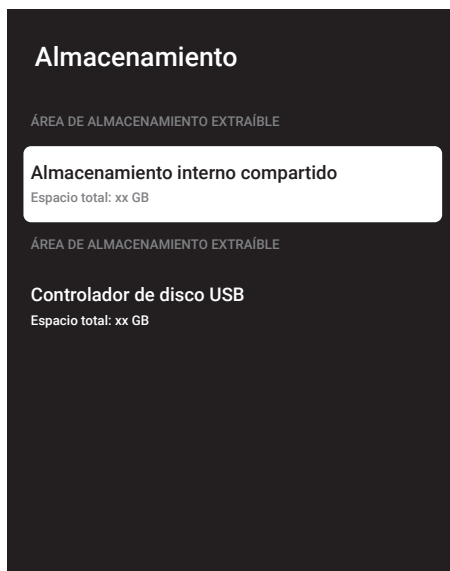 Almacenamiento
ÁREA DE ALMACENAMIENTO EXTRAÍBLE
Almacenamiento interno compartido
Espacio total: xx GB
ÁREA DE ALMACENAMIENTO EXTRAÍBLE
Controlador de disco USB
Espacio total: xx GB